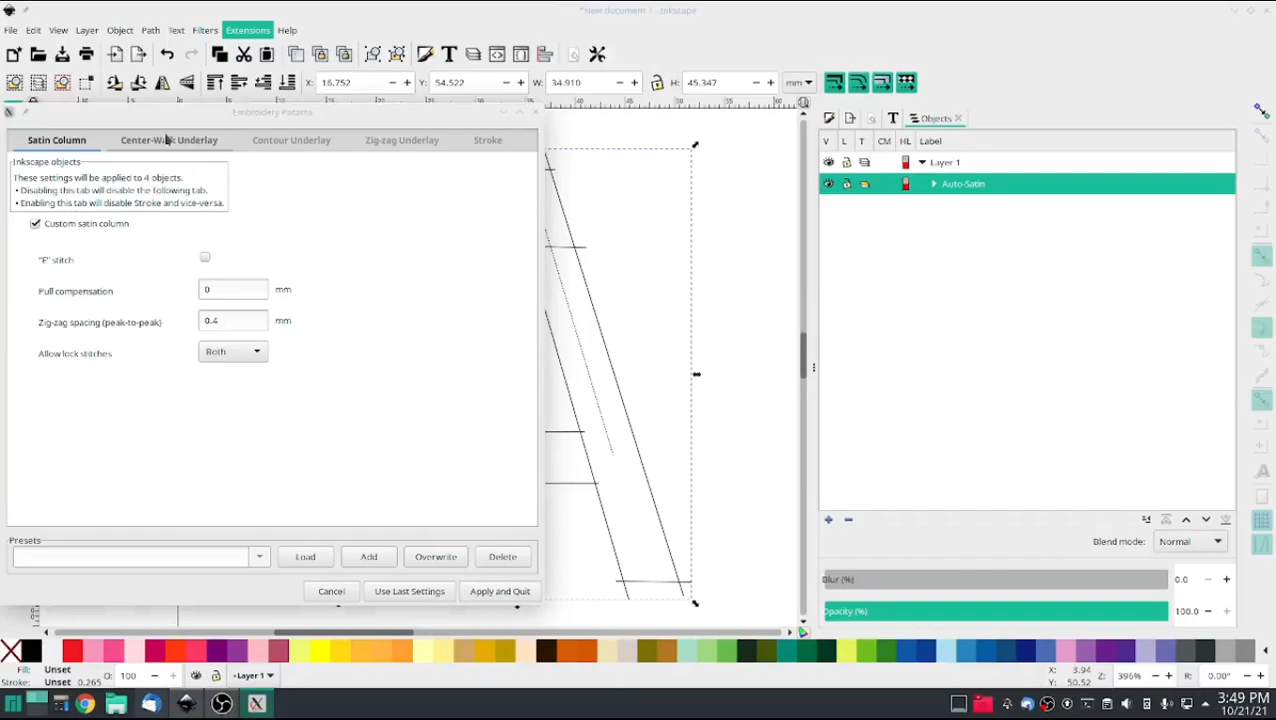 *New document 1 - Inkscape
File Edit View Layer Object Path Text Filters Extensions Help
X: 16.752 Y: 54.522 W: 34.910 H: 45.347 mm
Embroidery Params
Satin Column Center-Walk Underlay Contour Underlay Zig-zag Underlay Stroke
Inkscape objects
These settings will be applied to 4 objects.
• Disabling this tab will disable the following tab.
• Enabling this tab will disable Stroke and vice-versa.
Custom satin column
"E" stitch
Pull compensation 0 mm
Zig-zag spacing (peak-to-peak) 0.4 mm
Allow lock stitches Both
Presets
Load Add Overwrite Delete
Cancel Use Last Settings Apply and Quit
40 45 50 52
Objects
V L T CM HL Label
Layer 1
Auto-Satin
Blend mode: Normal
Blur (%) 0.0
Opacity (%) 100.0
Fill: Unset
Stroke: Unset 0.265 O: 100
Layer 1
X: 3.94
Y: 50.52
Z: 396% R: 0.00°
3:49 PM
10/21/21